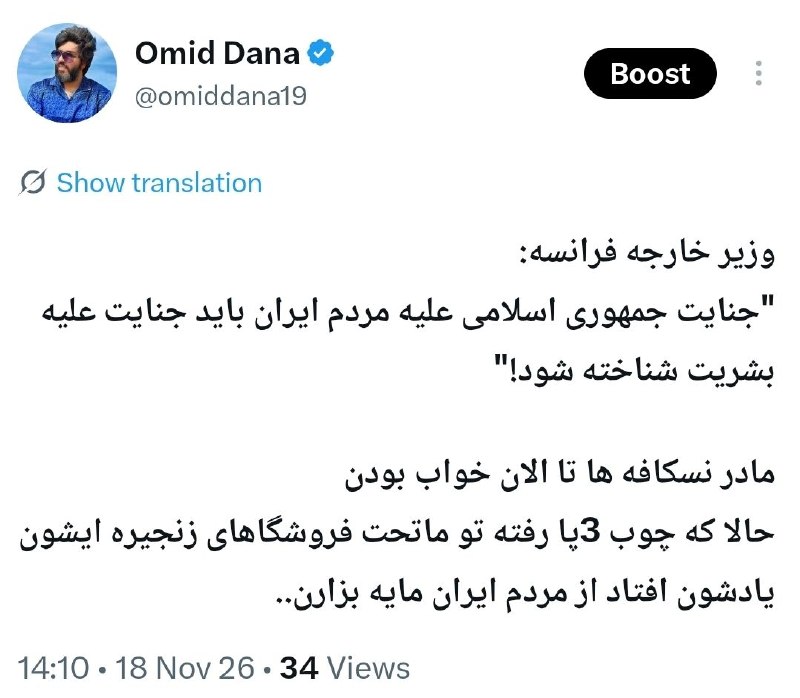 Omid Dana
@omiddana19
Boost
Show translation
وزیر خارجه فرانسه:
"جنایت جمهوری اسلامی علیه مردم ایران باید جنایت علیه
بشریت شناخته شود!"
مادر نسکافه ها تا الان خواب بودن
حالا که چوب 3پا رفته تو ماتحت فروشگاهای زنجیره ایشون
یادشون افتاد از مردم ایران مایه بزارن..
14:10 • 18 Nov 26 • 34 Views